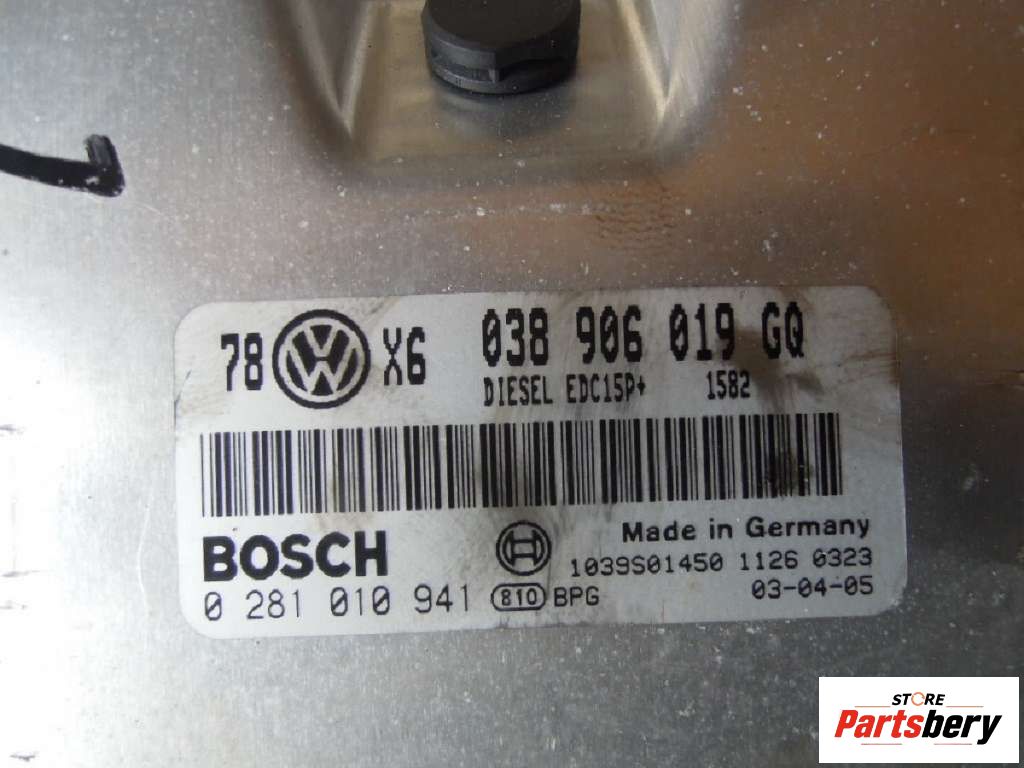 78 VW X6 038 906 019 GQ
DIESEL EDC15P+ 1582
BOSCH
Made in Germany
1039S01450 1126 0323
0 281 010 941 810 BPG 03-04-05
STORE
Partsbery